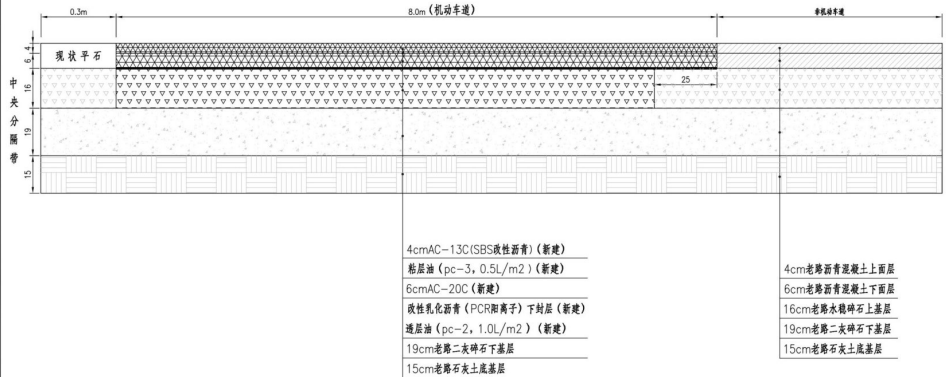 0.3m
8.0m(机动车道)
非机动车道
4
6
16
19
15
中央分隔带
现状平石
25
4cmAC-13C(SBS改性沥青)(新建)
粘层油(pc-3, 0.5L/m2)(新建)
6cmAC-20C(新建)
改性乳化沥青(PCR阳离子)下封层(新建)
透层油(pc-2, 1.0L/m2)(新建)
19cm老路二灰碎石下基层
15cm老路石灰土底基层
4cm老路沥青混凝土上面层
6cm老路沥青混凝土下面层
16cm老路水稳碎石上基层
19cm老路二灰碎石下基层
15cm老路石灰土底基层